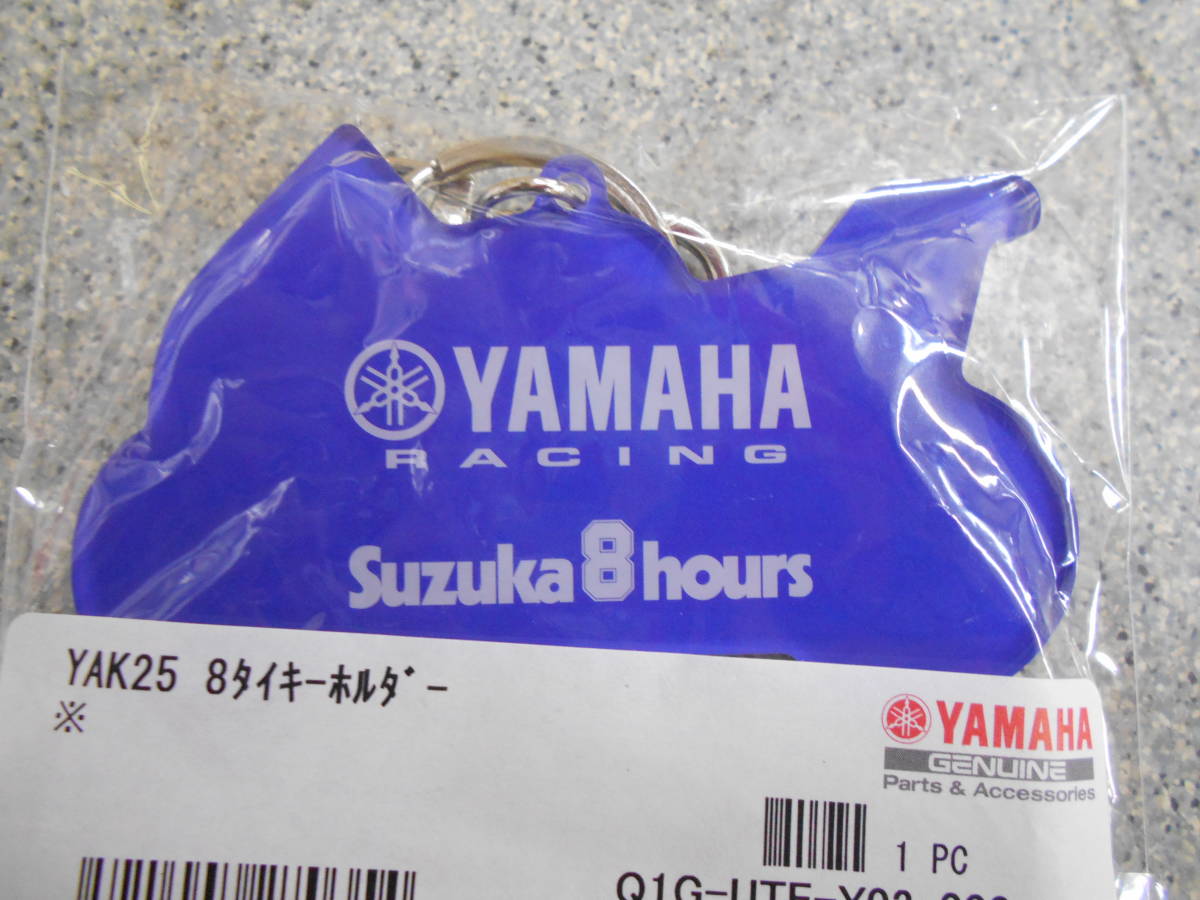 YAMAHA
RACING
Suzuka 8 hours
YAK25 8ﾀｲｷｰﾎﾙﾀﾞｰ
※
YAMAHA
GENUINE
Parts & Accessories
1 PC